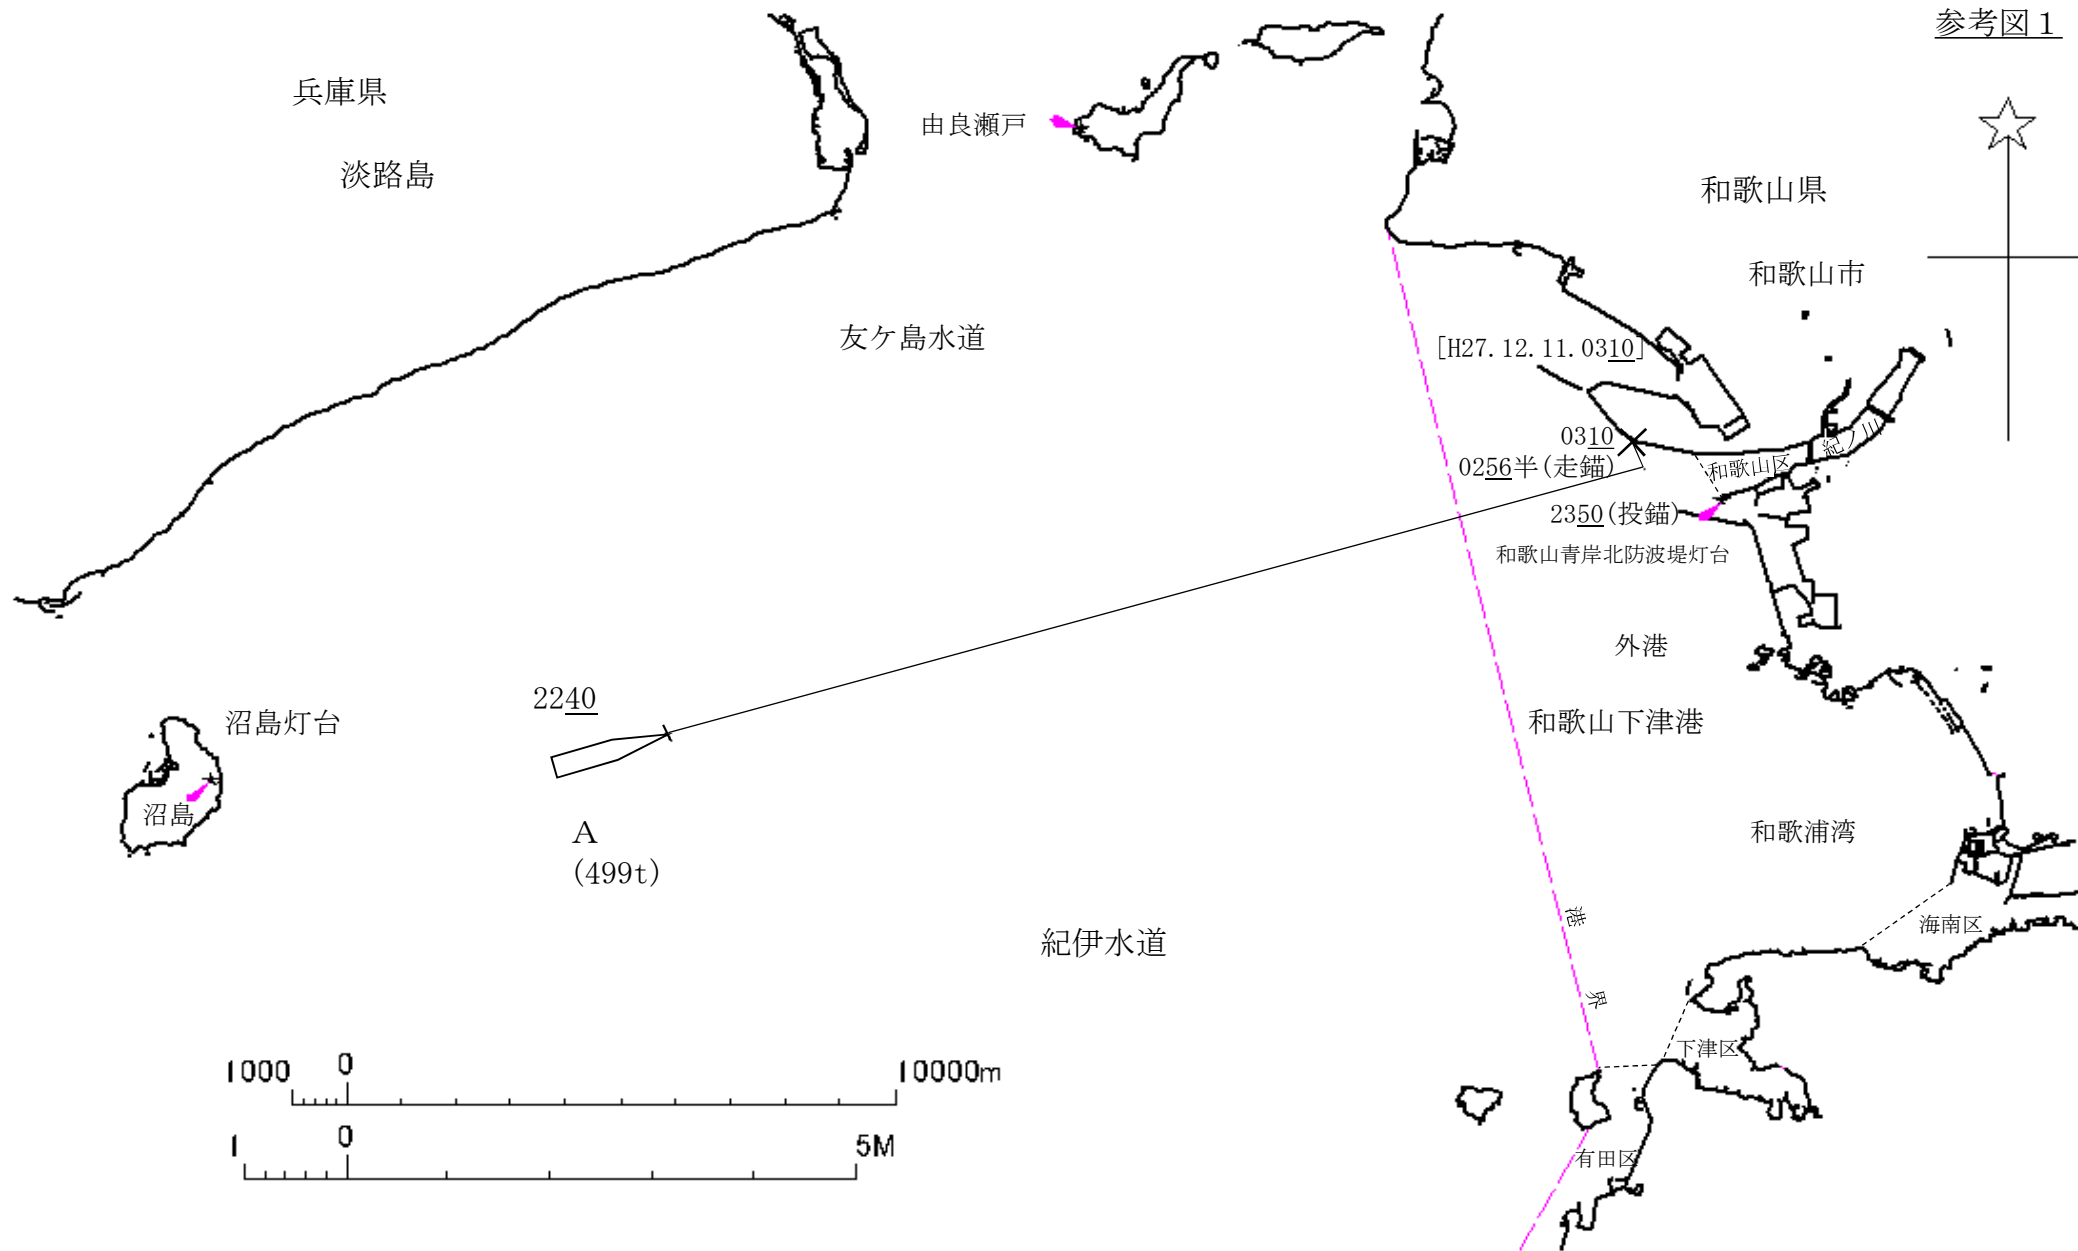 参考図１
兵庫県
淡路島
由良瀬戸
和歌山県
和歌山市
友ケ島水道
[H27.12.11.0310]
0310
0256半(走錨)
紀ノ川
和歌山区
2350(投錨)
和歌山青岸北防波堤灯台
外港
2240
沼島灯台
和歌山下津港
沼島
A
(499t)
和歌浦湾
港
界
海南区
紀伊水道
下津区
1000 0 10000m
1 0 5M
有田区